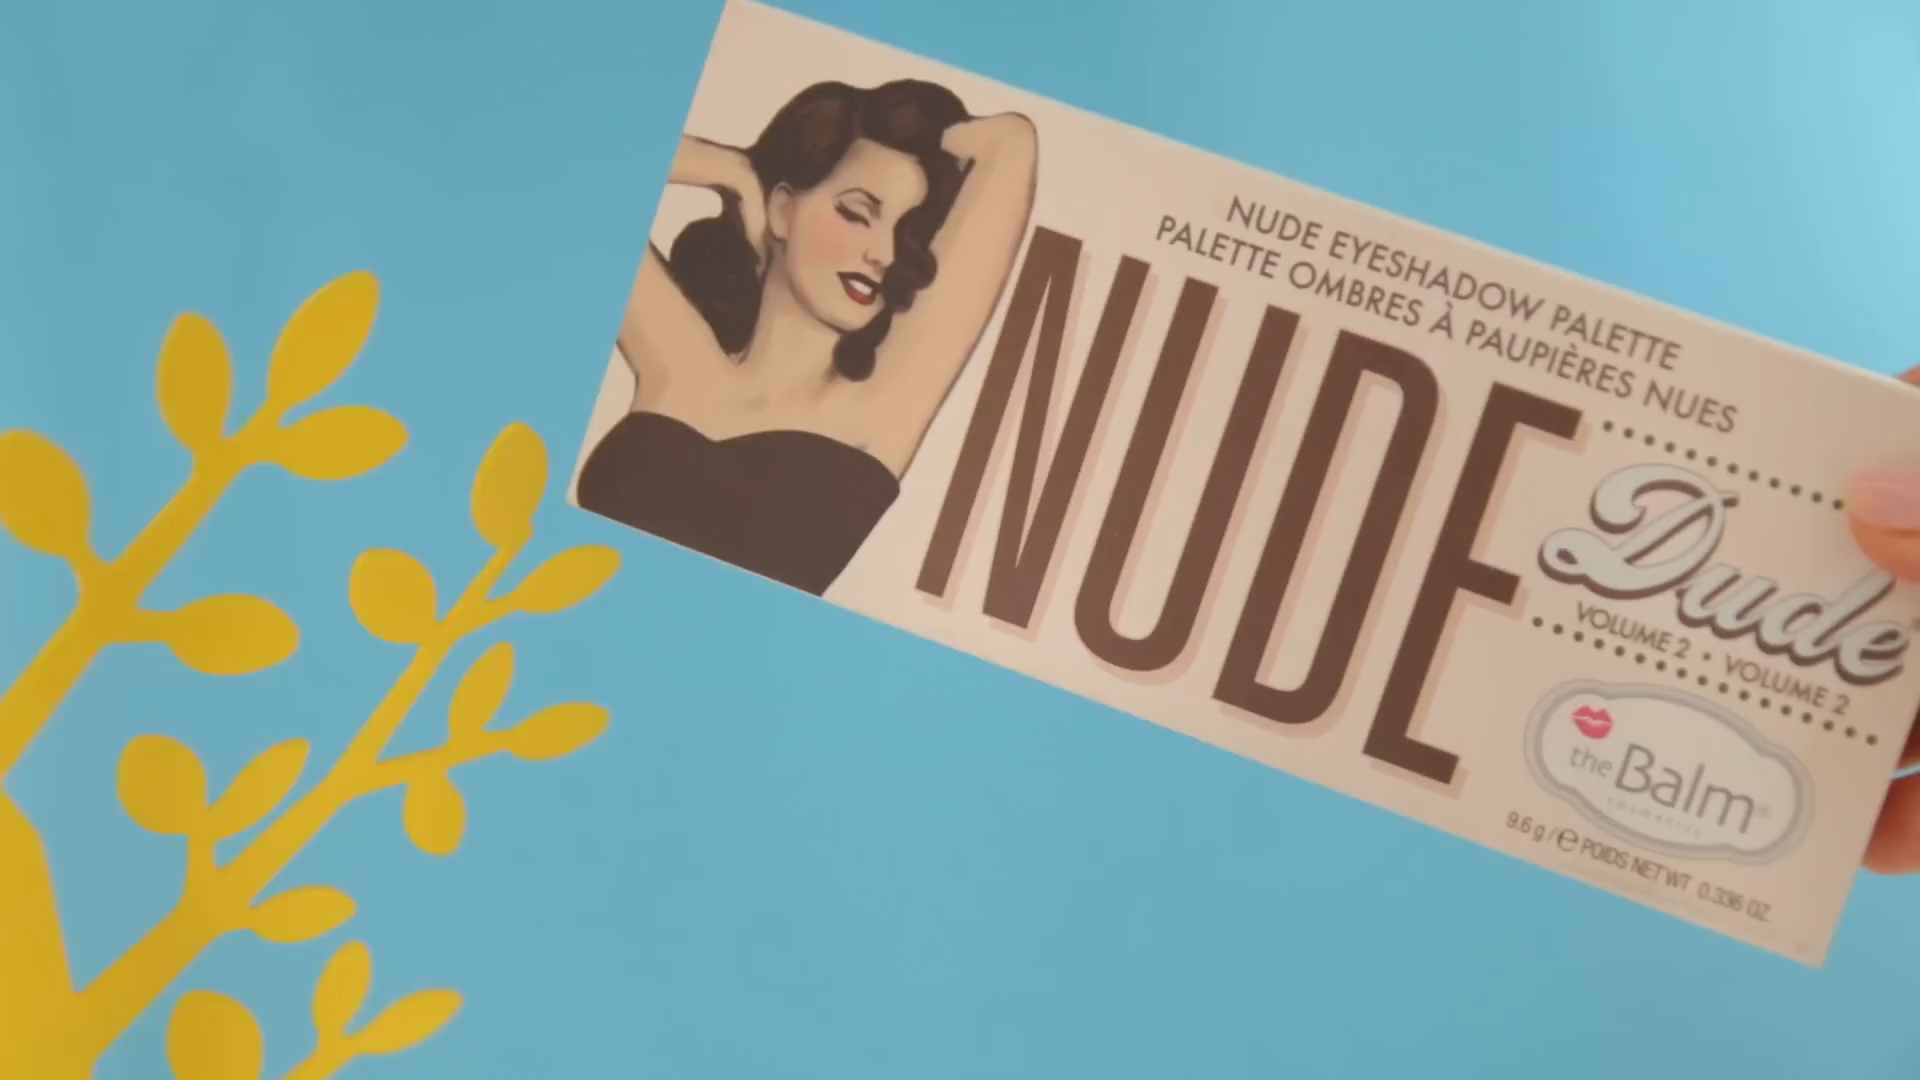 NUDE EYESHADOW PALETTE
PALETTE OMBRES À PAUPIÈRES NUES
NUDE
Dude
VOLUME 2 • VOLUME 2
theBalm®
cosmetics
9.6 g / ℮ POIDS NET WT 0.336 OZ.